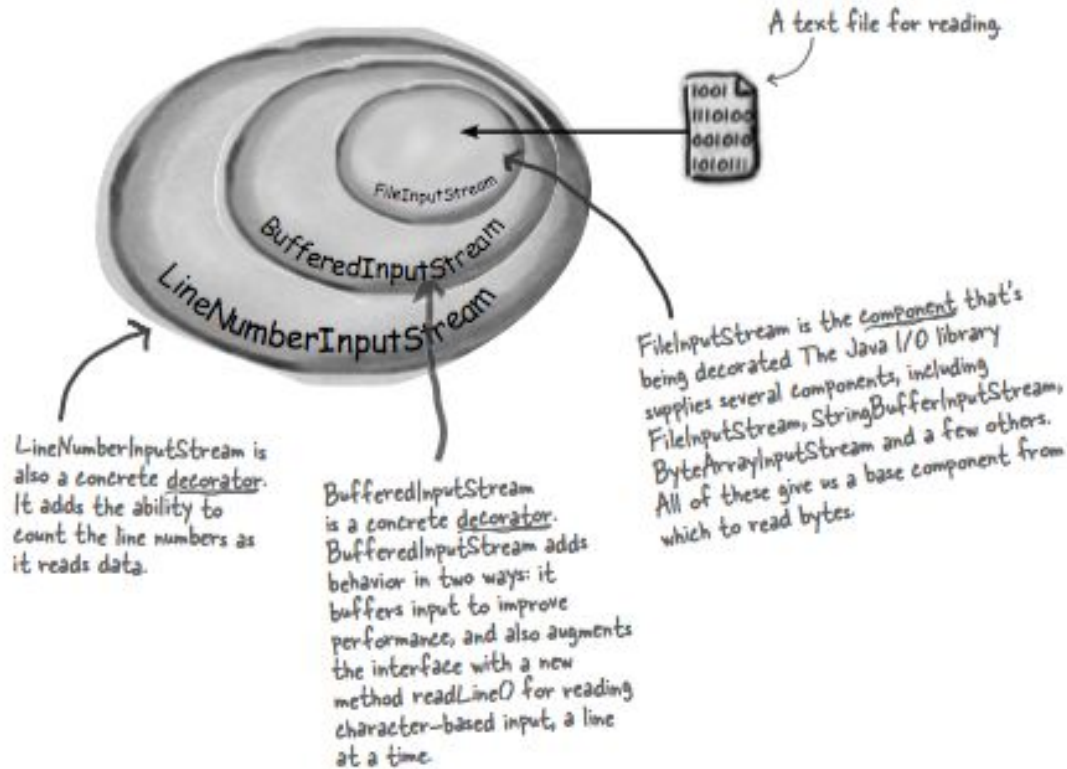 A text file for reading.
1001
1110100
001010
1010111
FileInputStream
BufferedInputStream
LineNumberInputStream
LineNumberInputStream is
also a concrete decorator.
It adds the ability to
count the line numbers as
it reads data.
BufferedInputStream
is a concrete decorator.
BufferedInputStream adds
behavior in two ways: it
buffers input to improve
performance, and also augments
the interface with a new
method readLine() for reading
character-based input, a line
at a time.
FileInputStream is the component that's
being decorated The Java I/O library
supplies several components, including
FileInputStream, StringBufferInputStream,
ByteArrayInputStream and a few others.
All of these give us a base component from
which to read bytes.